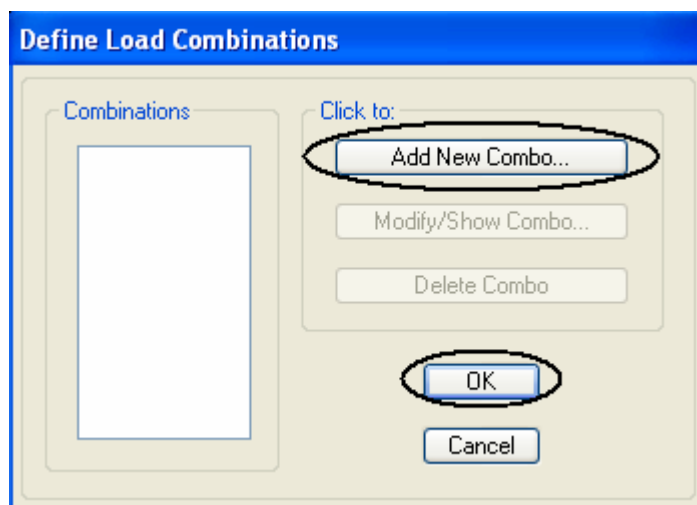 Define Load Combinations
Combinations
Click to:
Add New Combo...
Modify/Show Combo...
Delete Combo
OK
Cancel